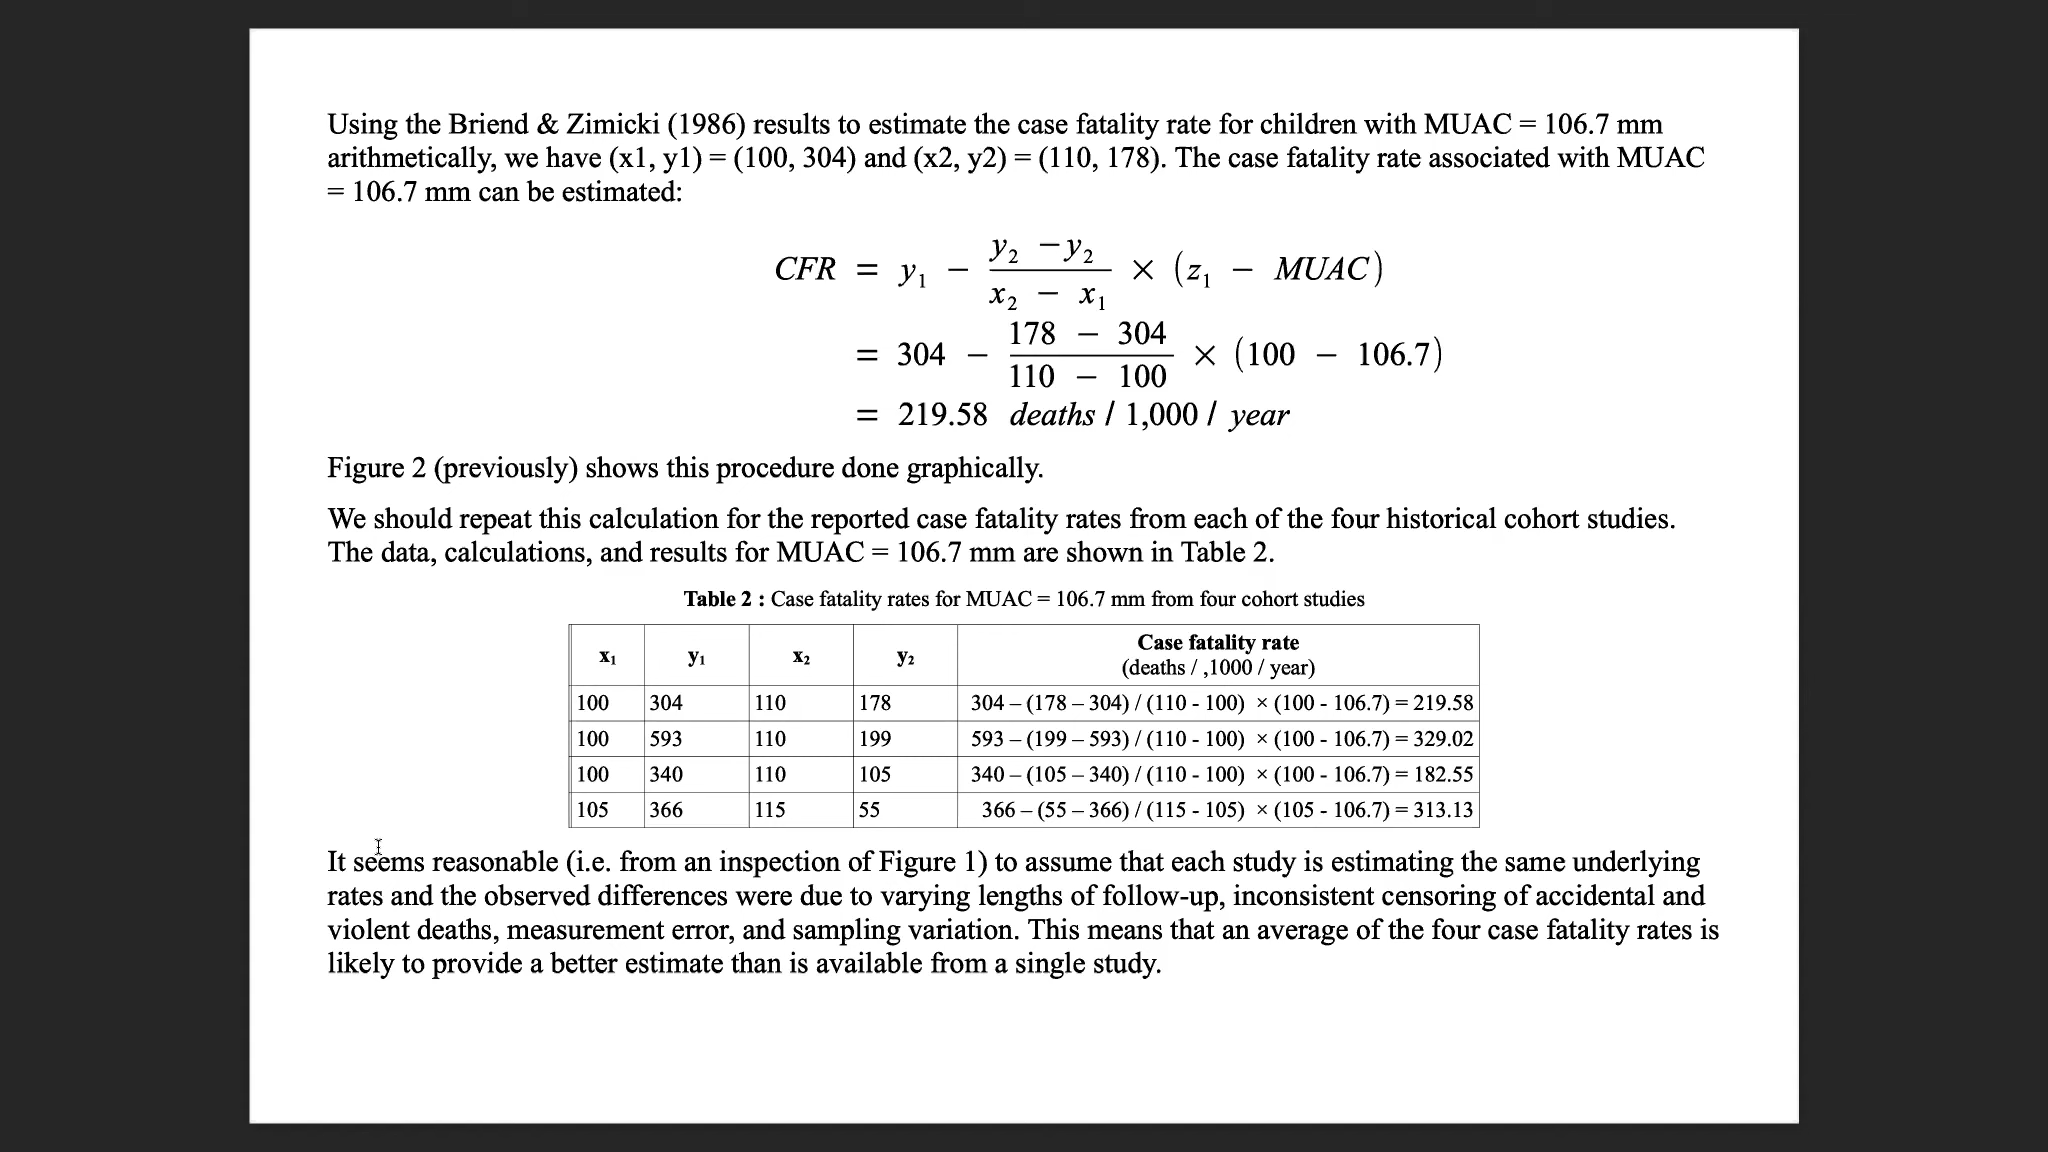 Using the Briend & Zimicki (1986) results to estimate the case fatality rate for children with MUAC = 106.7 mm
arithmetically, we have (x1, y1) = (100, 304) and (x2, y2) = (110, 178). The case fatality rate associated with MUAC
= 106.7 mm can be estimated:
CFR = y₁ − (y₂ − y₂) / (x₂ − x₁) × (z₁ − MUAC)
= 304 − (178 − 304) / (110 − 100) × (100 − 106.7)
= 219.58 deaths / 1,000 / year
Figure 2 (previously) shows this procedure done graphically.
We should repeat this calculation for the reported case fatality rates from each of the four historical cohort studies.
The data, calculations, and results for MUAC = 106.7 mm are shown in Table 2.
Table 2 : Case fatality rates for MUAC = 106.7 mm from four cohort studies
x₁ y₁ x₂ y₂ Case fatality rate
(deaths / ,1000 / year)
100 304 110 178 304 – (178 – 304) / (110 - 100) × (100 - 106.7) = 219.58
100 593 110 199 593 – (199 – 593) / (110 - 100) × (100 - 106.7) = 329.02
100 340 110 105 340 – (105 – 340) / (110 - 100) × (100 - 106.7) = 182.55
105 366 115 55 366 – (55 – 366) / (115 - 105) × (105 - 106.7) = 313.13
It seems reasonable (i.e. from an inspection of Figure 1) to assume that each study is estimating the same underlying
rates and the observed differences were due to varying lengths of follow-up, inconsistent censoring of accidental and
violent deaths, measurement error, and sampling variation. This means that an average of the four case fatality rates is
likely to provide a better estimate than is available from a single study.